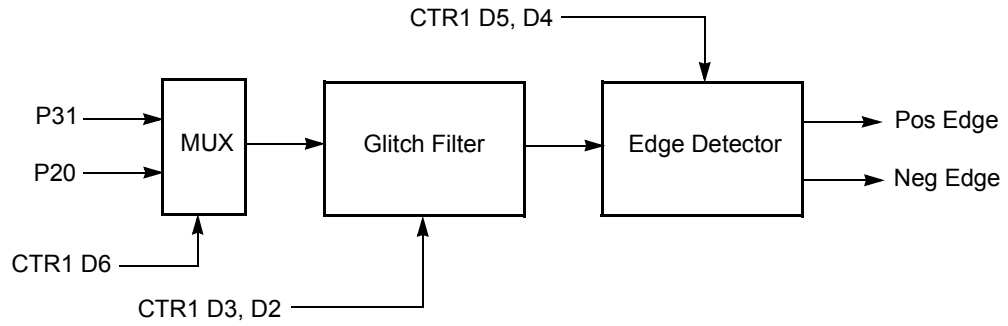 CTR1 D5, D4
P31
P20
MUX
Glitch Filter
Edge Detector
Pos Edge
Neg Edge
CTR1 D6
CTR1 D3, D2